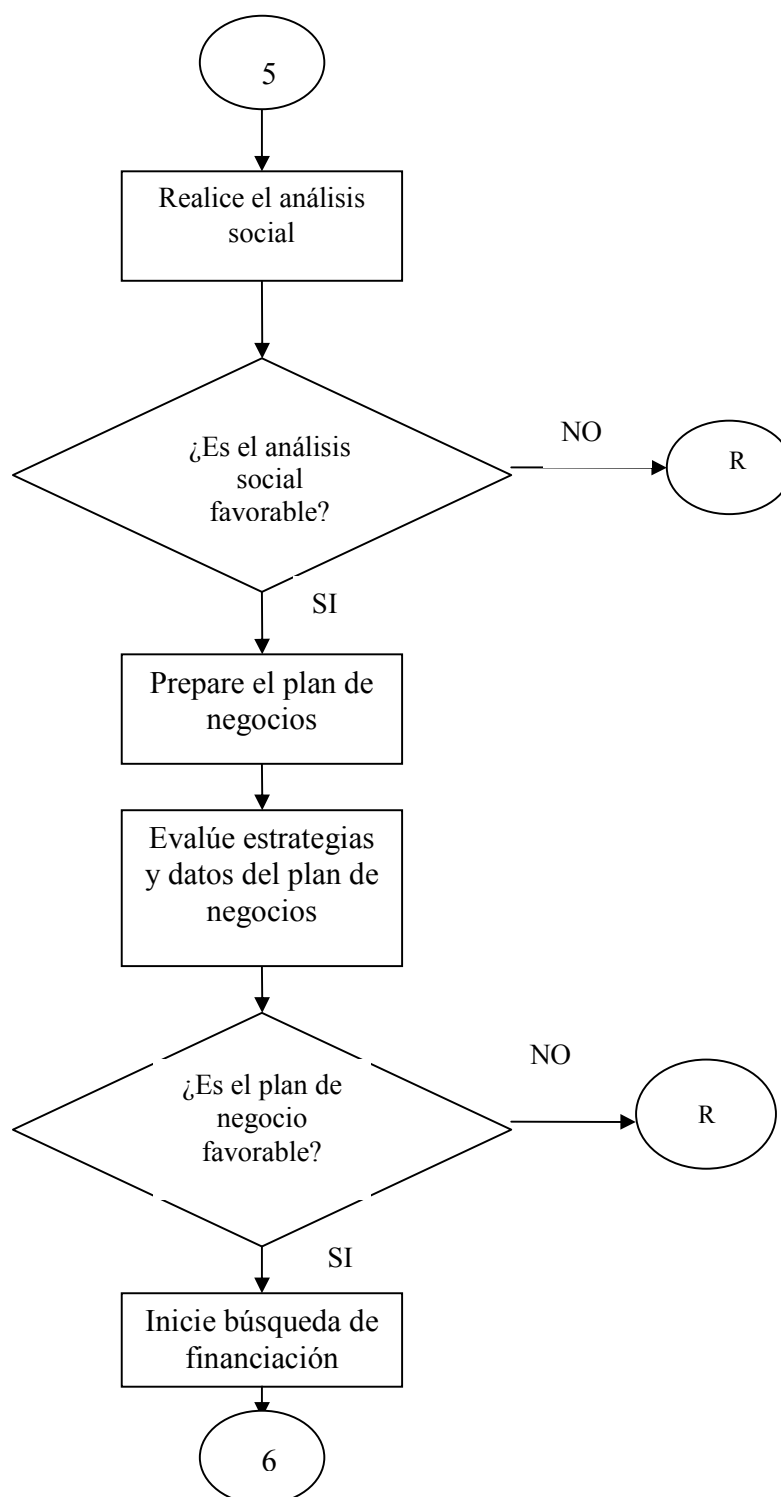 5
Realice el análisis
social
¿Es el análisis
social
favorable?
NO
R
SI
Prepare el plan de
negocios
Evalúe estrategias
y datos del plan de
negocios
¿Es el plan de
negocio
favorable?
NO
R
SI
Inicie búsqueda de
financiación
6